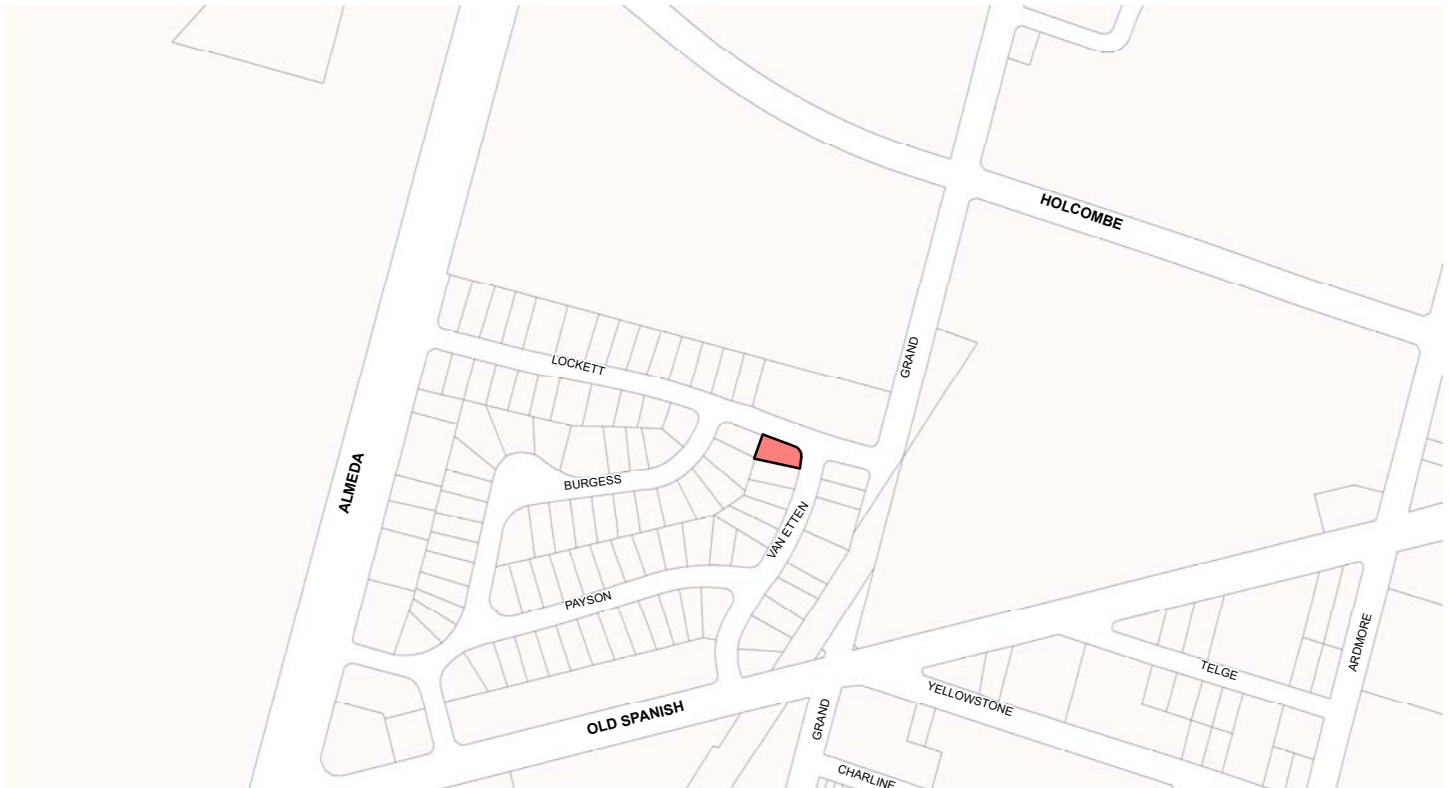 HOLCOMBE
GRAND
LOCKETT
ALMEDA
BURGESS
VAN ETTEN
PAYSON
ARDMORE
TELGE
OLD SPANISH
YELLOWSTONE
GRAND
CHARLINE